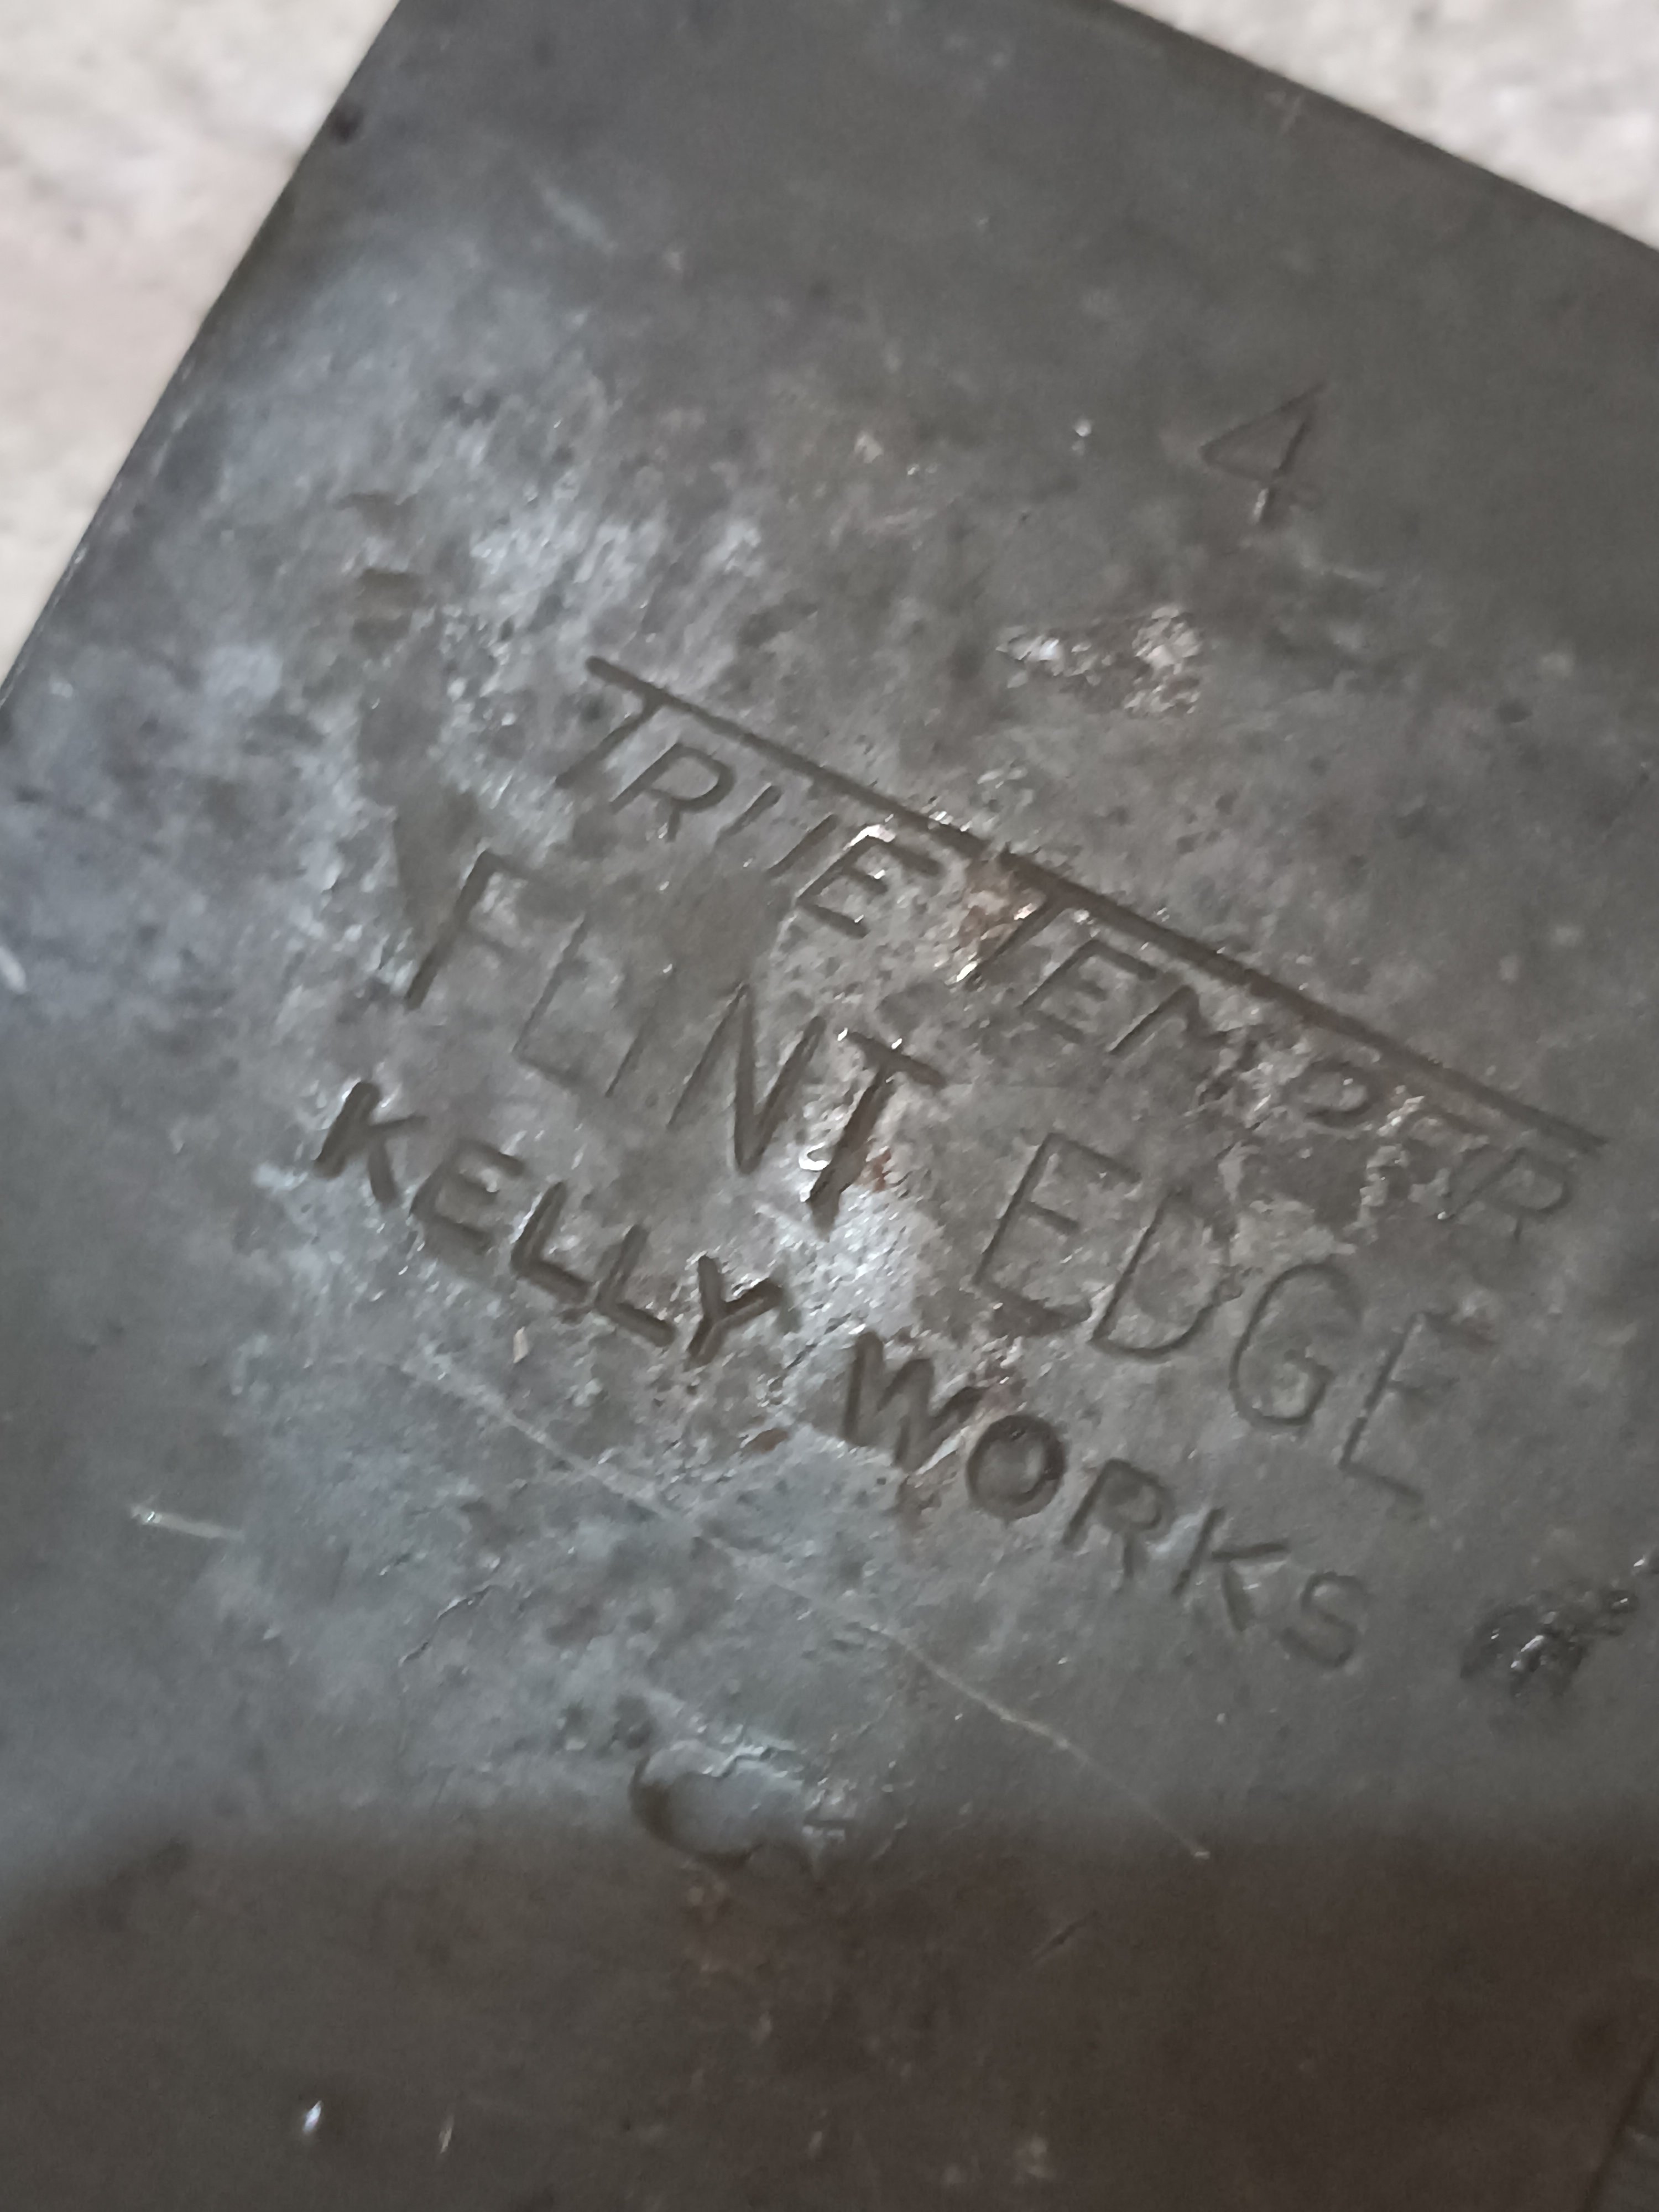 4
TRUE TEMPER
FLINT EDGE
KELLY WORKS